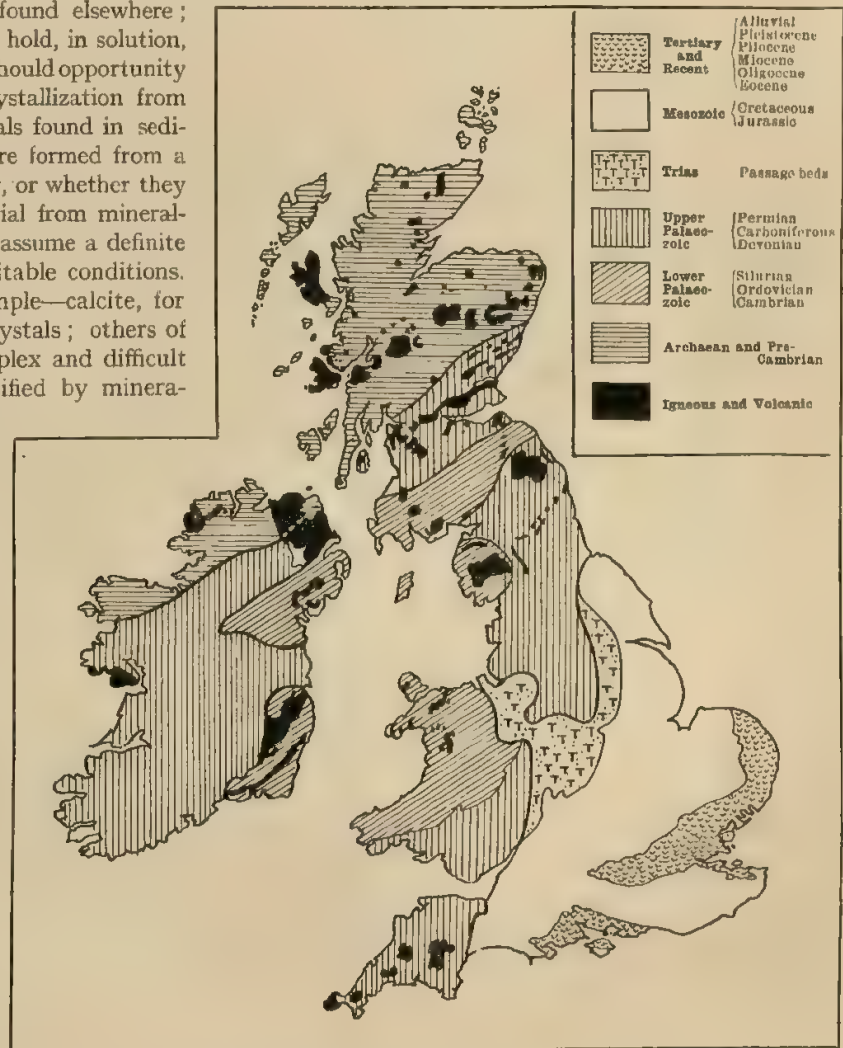 found elsewhere;
hold, in solution,
hould opportunity
ystallization from
als found in sedi-
re formed from a
, or whether they
ial from mineral-
assume a definite
itable conditions.
nple—calcite, for
rystals; others of
plex and difficult
ified by minera-
Tertiary
and
Recent
Alluvial
Pleistocene
Pliocene
Miocene
Oligocene
Eocene
Mesozoic
Cretaceous
Jurassic
Trias
Passage beds
Upper
Palaeo-
zoic
Permian
Carboniferous
Devonian
Lower
Palaeo-
zoic
Silurian
Ordovician
Cambrian
Archaean and Pre-
Cambrian
Igneous and Volcanic